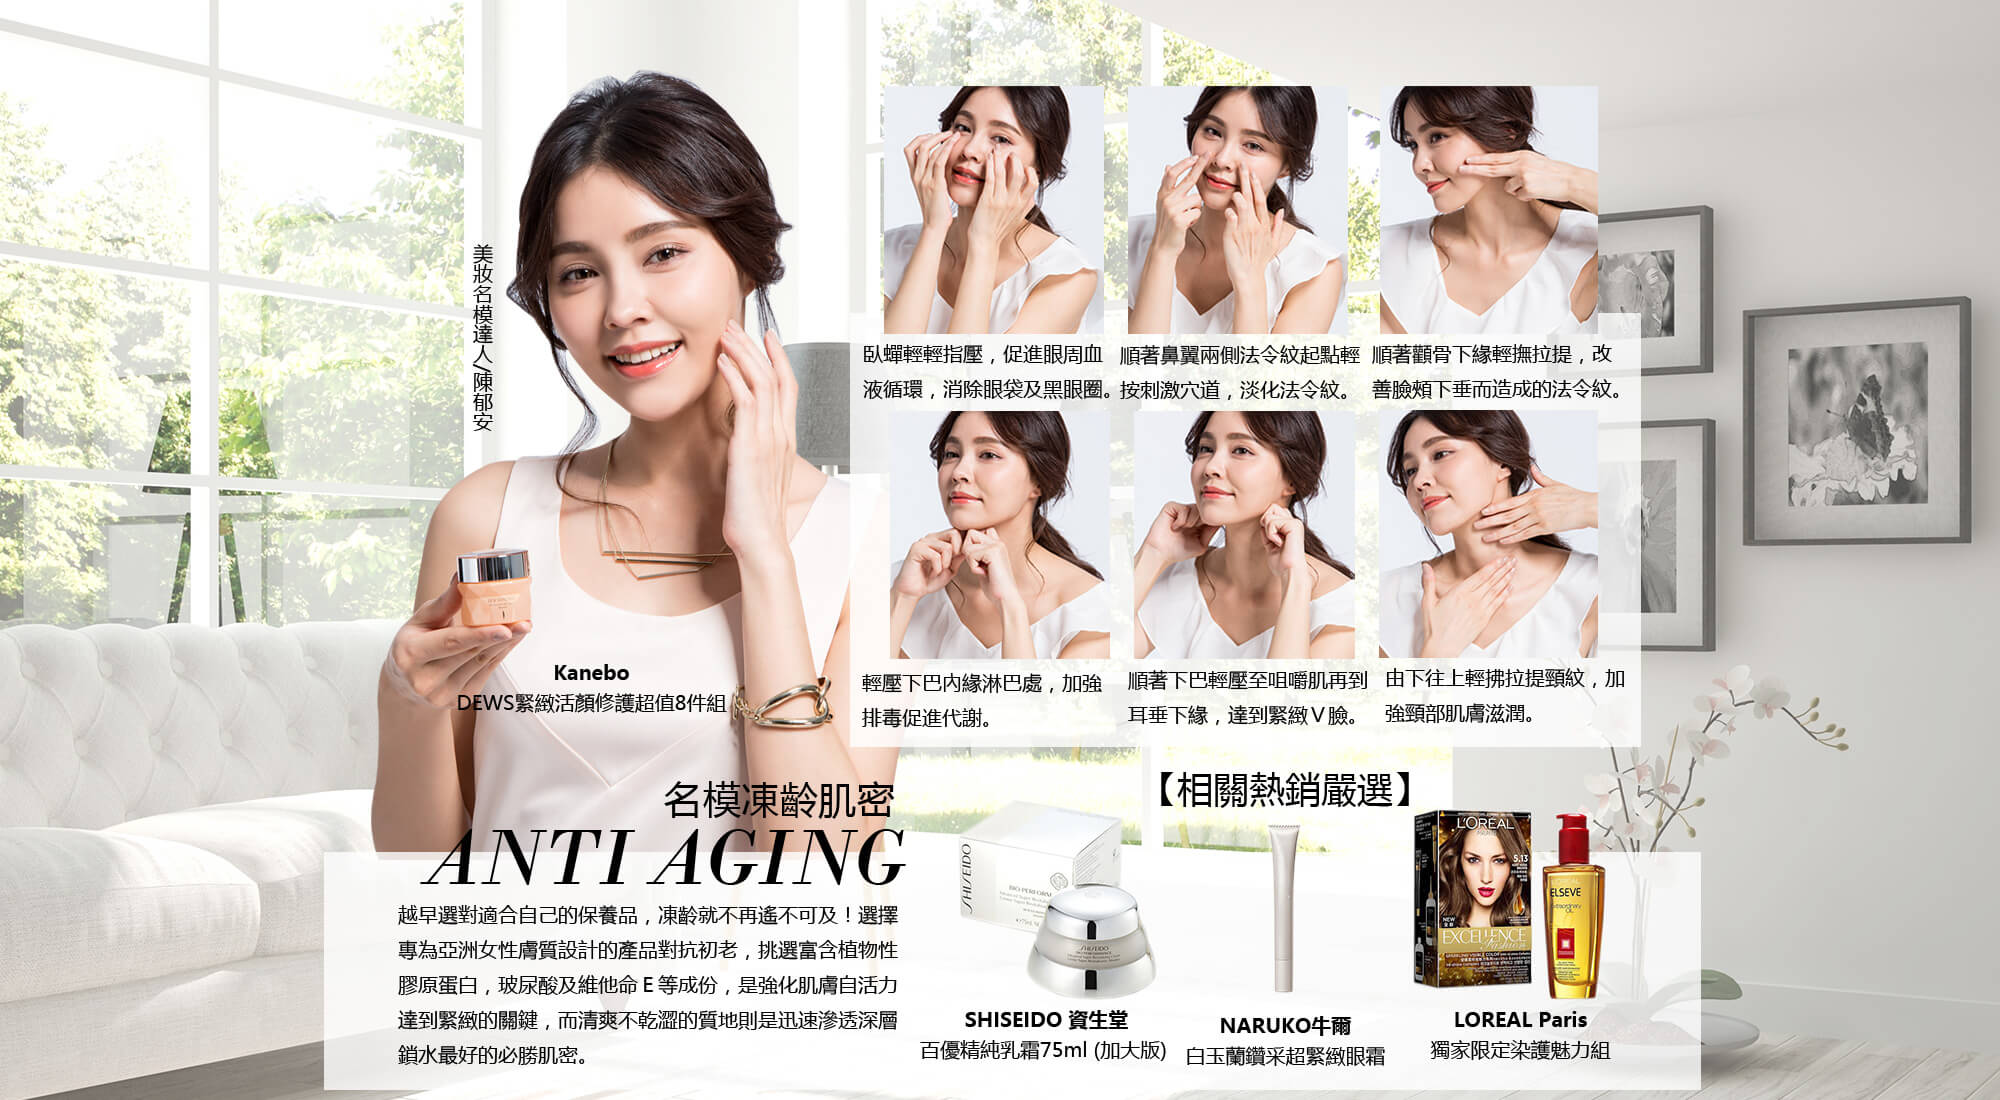 美妝名模達人/陳郁安
Kanebo
DEWS緊緻活顏修護超值8件組
臥蟬輕輕指壓，促進眼周血
液循環，消除眼袋及黑眼圈。
順著鼻翼兩側法令紋起點輕
按刺激穴道，淡化法令紋。
順著顴骨下緣輕撫拉提，改
善臉頰下垂而造成的法令紋。
輕壓下巴內緣淋巴處，加強
排毒促進代謝。
順著下巴輕壓至咀嚼肌再到
耳垂下緣，達到緊緻V臉。
由下往上輕拂拉提頸紋，加
強頸部肌膚滋潤。
名模凍齡肌密
ANTI AGING
越早選對適合自己的保養品，凍齡就不再遙不可及！選擇
專為亞洲女性膚質設計的產品對抗初老，挑選富含植物性
膠原蛋白，玻尿酸及維他命E等成份，是強化肌膚自活力
達到緊緻的關鍵，而清爽不乾澀的質地則是迅速滲透深層
鎖水最好的必勝肌密。
【相關熱銷嚴選】
SHISEIDO
BIO-PERFORM
SHISEIDO
SHISEIDO 資生堂
百優精純乳霜75ml (加大版)
NARUKO牛爾
白玉蘭鑽采超緊緻眼霜
L'ORÉAL
5.13
NEW
EXCELLENCE
Fashion
ELSEVE
LOREAL Paris
獨家限定染護魅力組